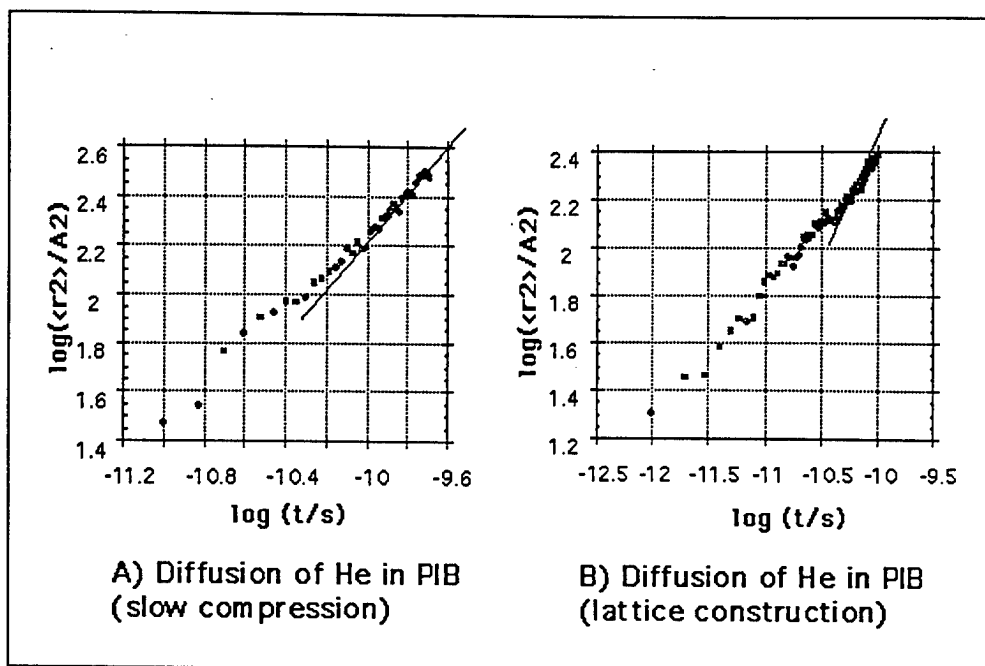 2.6
2.4
2.2
2
1.8
1.6
1.4
log(<r2>/A2)
-11.2 -10.8 -10.4 -10 -9.6
log (t/s)
A) Diffusion of He in PIB
(slow compression)
2.4
2.2
2
1.8
1.6
1.4
1.2
log(<r2>/A2)
-12.5 -12 -11.5 -11 -10.5 -10 -9.5
log (t/s)
B) Diffusion of He in PIB
(lattice construction)